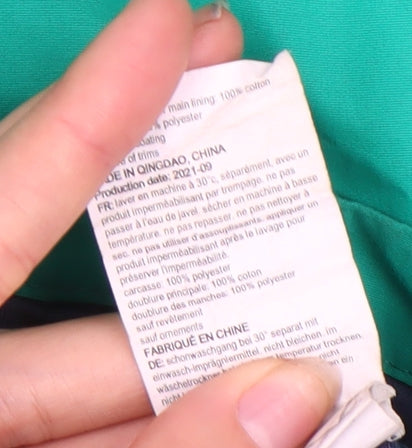 main lining: 100% cotton
% polyester
oating
of trims
DE IN QINGDAO, CHINA
Production date: 2021-09
FR: laver en machine à 30°c, séparément, avec un
produit imperméabilisant par trempage, ne pas
passer à l'eau de javel, sécher en machine à basse
température, ne pas repasser, ne pas nettoyer à
sec, ne pas utiliser d'assouplissants, appliquer un
produit imperméabilisant après le lavage pour
préserver l'imperméabilité.
carcasse: 100% polyester
doublure principale: 100% coton
doublure des manches: 100% polyester
sauf revêtement
sauf ornements
FABRIQUÉ EN CHINE
DE: schonwaschgang bei 30° separat mit
einwasch-imprägniermittel, nicht bleichen, im
wäschetrockner temperatur trocknen,
nicht ein